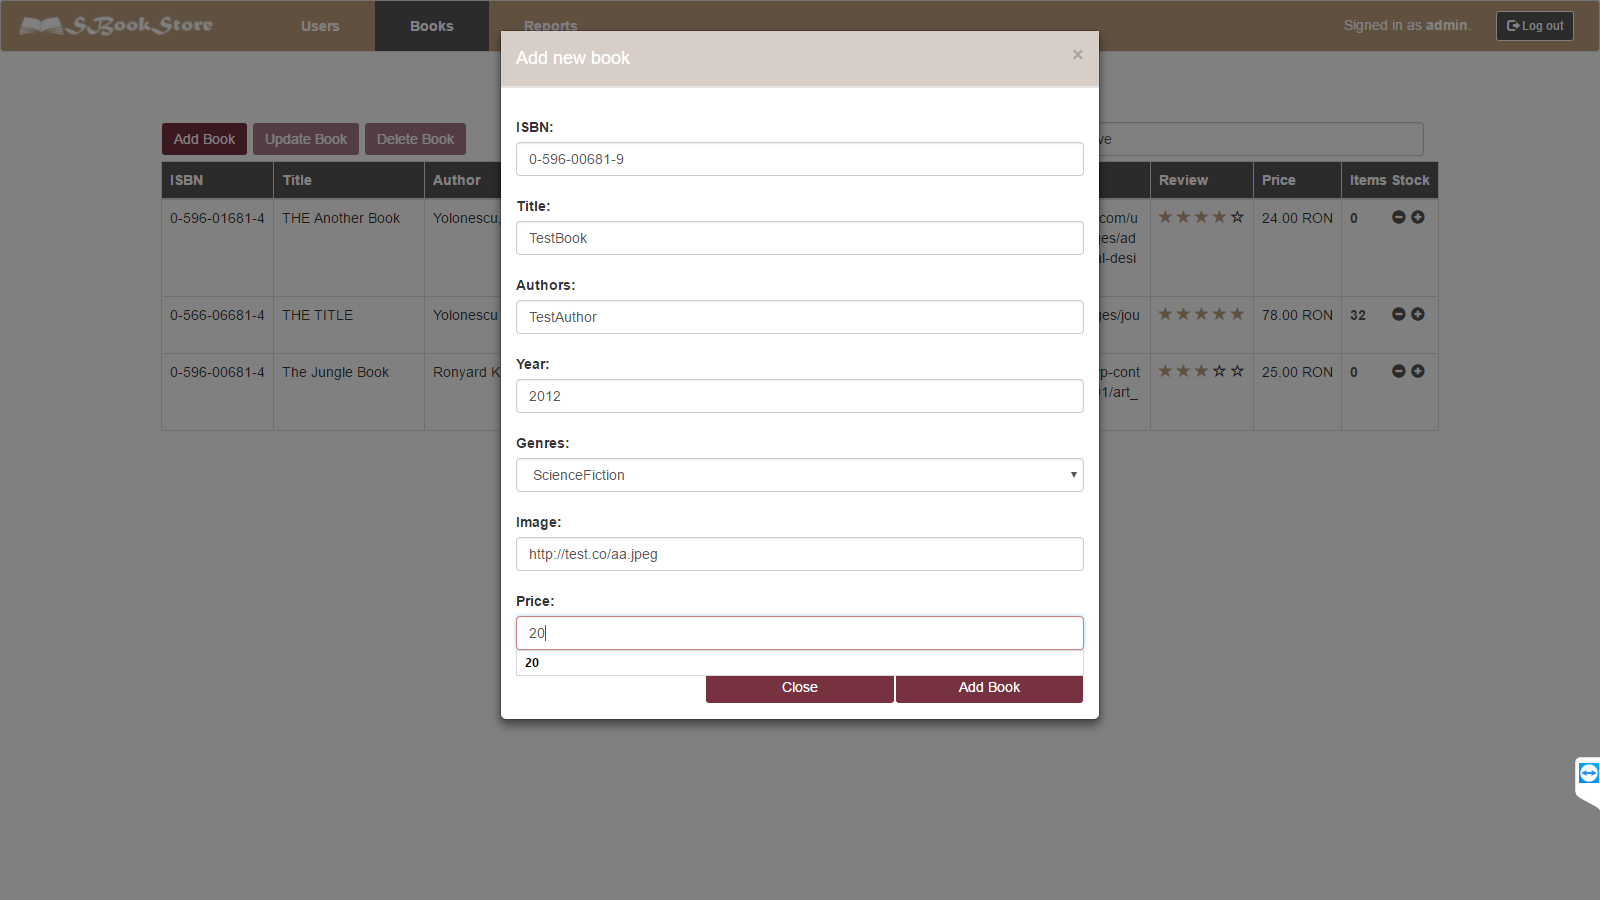 SBookStore Users Books Reports Signed in as admin. Log out
Add new book ×
ISBN:
0-596-00681-9
Title:
TestBook
Authors:
TestAuthor
Year:
2012
Genres:
ScienceFiction
Image:
http://test.co/aa.jpeg
Price:
20
20
Close Add Book
Add Book Update Book Delete Book ve
ISBN Title Author Review Price Items Stock
0-596-01681-4 THE Another Book Yolonescu, .com/u 24.00 RON 0
es/ad
al-desi
0-566-06681-4 THE TITLE Yolonescu ges/jou 78.00 RON 32
0-596-00681-4 The Jungle Book Ronyard K vp-cont 25.00 RON 0
01/art_